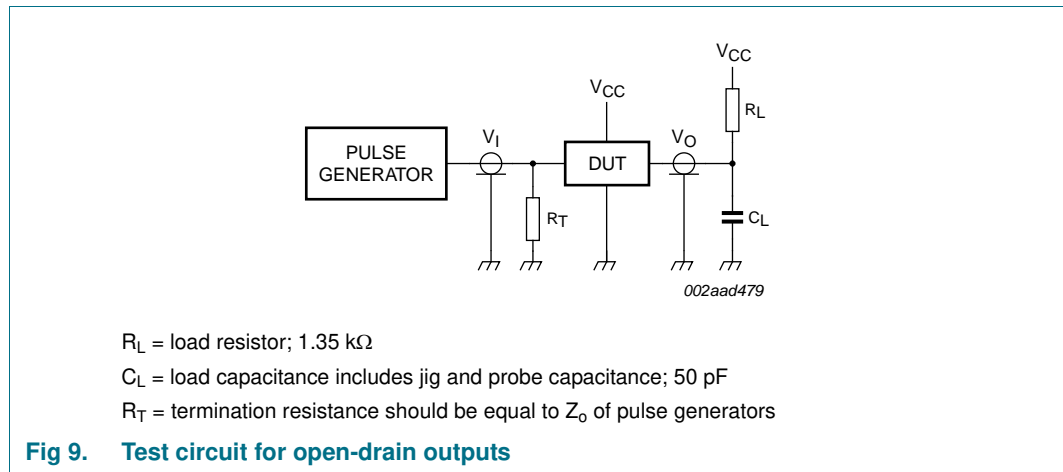 V_CC
V_CC
R_L
V_I
V_O
PULSE
GENERATOR
DUT
R_T
C_L
002aad479
R_L = load resistor; 1.35 kΩ
C_L = load capacitance includes jig and probe capacitance; 50 pF
R_T = termination resistance should be equal to Z_o of pulse generators
Fig 9. Test circuit for open-drain outputs